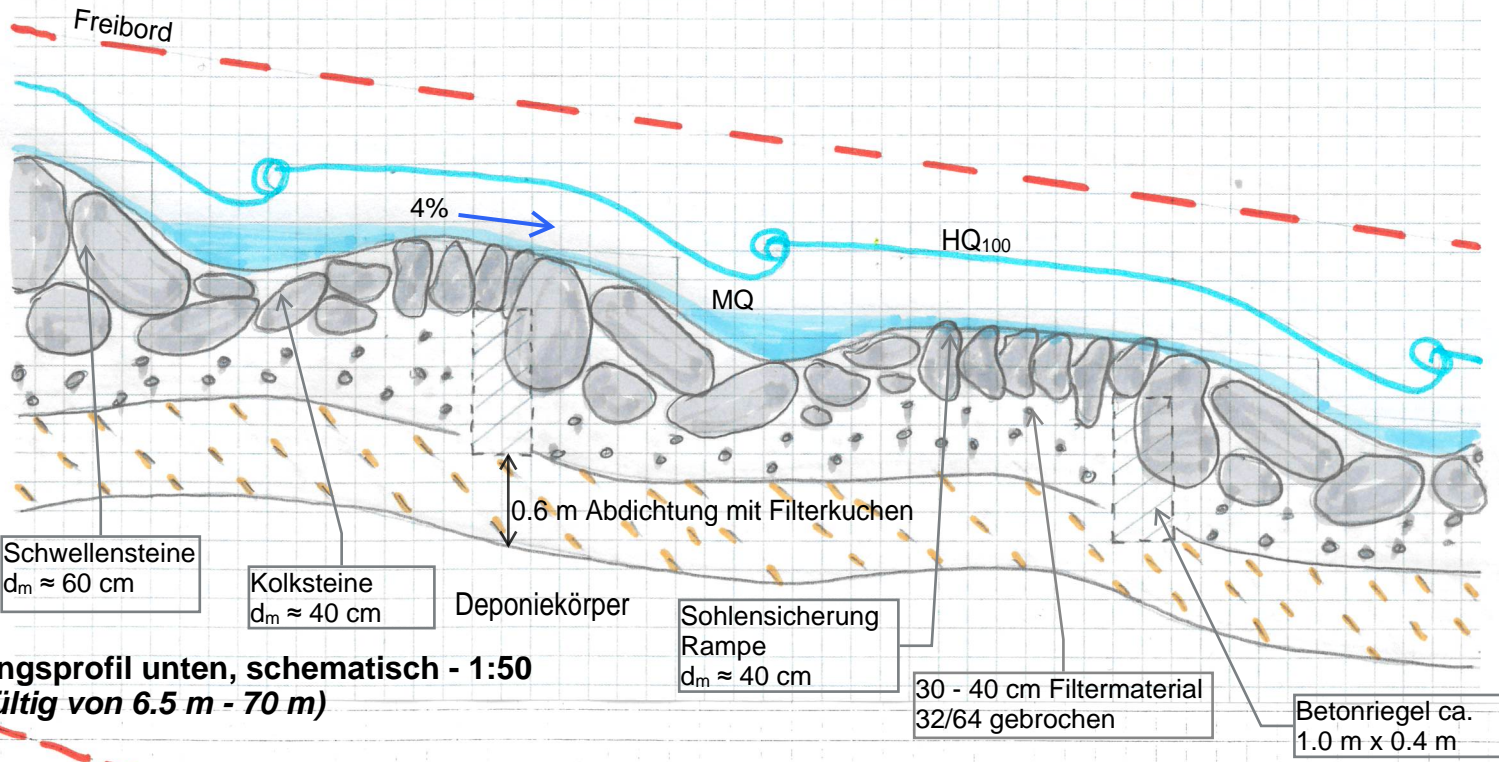 Freibord
4%
HQ₁₀₀
MQ
0.6 m Abdichtung mit Filterkuchen
Schwellensteine
dₘ ≈ 60 cm
Kolksteine
dₘ ≈ 40 cm
Deponiekörper
Sohlensicherung
Rampe
dₘ ≈ 40 cm
30 - 40 cm Filtermaterial
32/64 gebrochen
Betonriegel ca.
1.0 m x 0.4 m
ngsprofil unten, schematisch - 1:50
ültig von 6.5 m - 70 m)